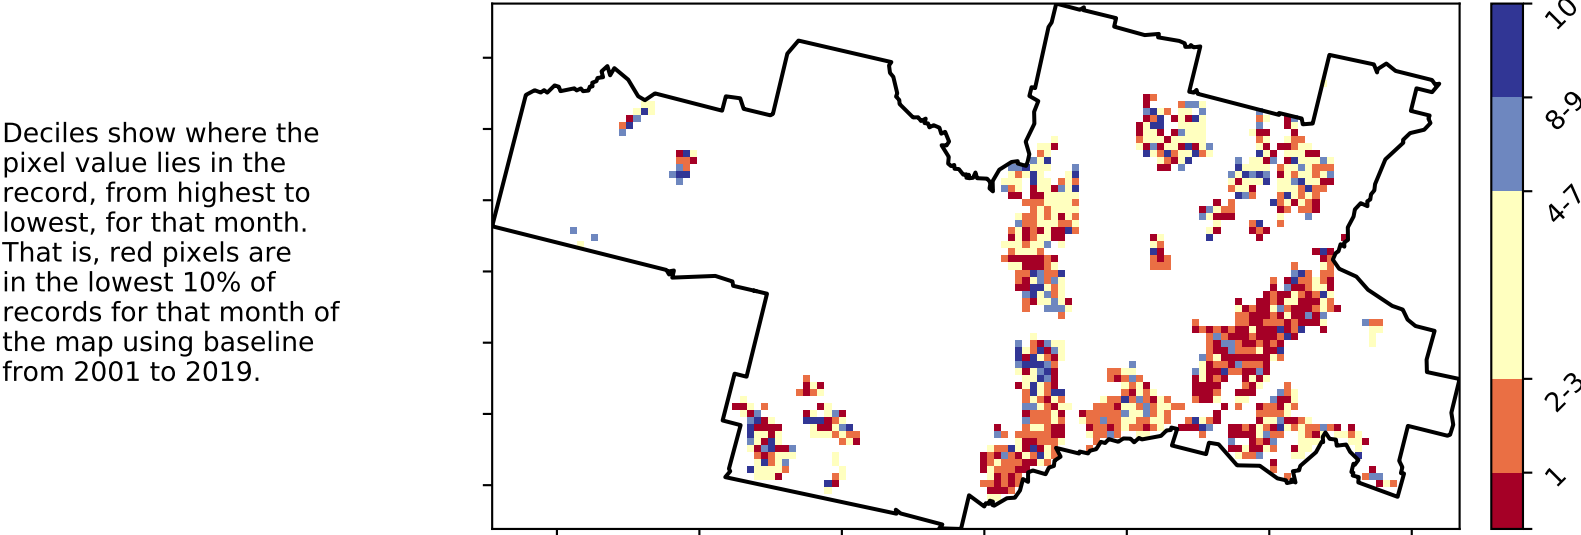 Deciles show where the
pixel value lies in the
record, from highest to
lowest, for that month.
That is, red pixels are
in the lowest 10% of
records for that month of
the map using baseline
from 2001 to 2019.
10
8-9
4-7
2-3
1